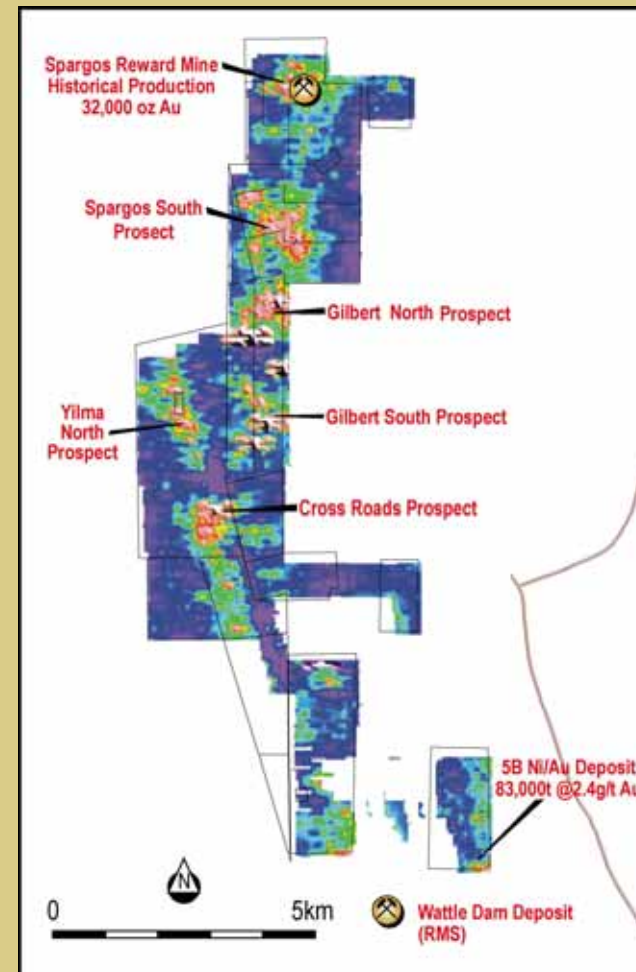 Spargos Reward Mine
Historical Production
32,000 oz Au
Spargos South
Prosect
Gilbert North Prospect
Yilma
North
Prospect
Gilbert South Prospect
Cross Roads Prospect
5B Ni/Au Deposit
83,000t @2.4g/t Au
N
0 5km
Wattle Dam Deposit
(RMS)